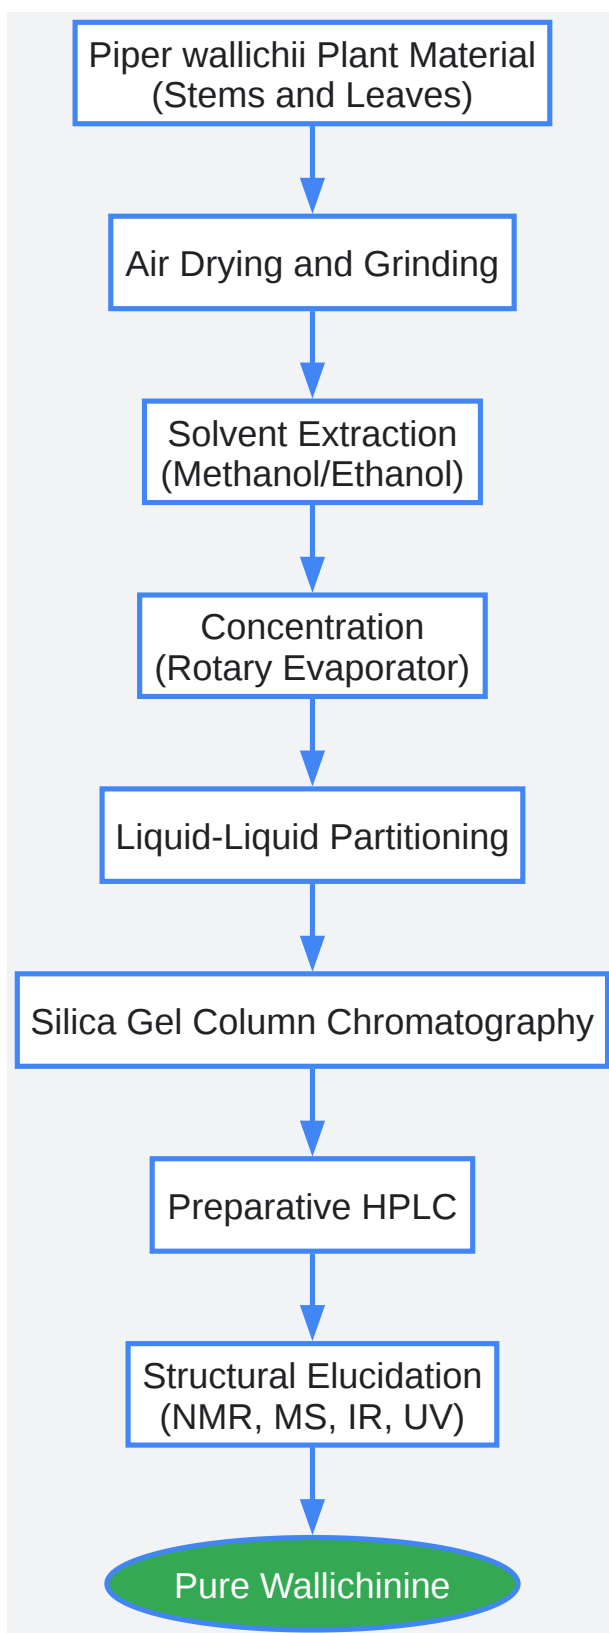 Piper wallichii Plant Material
(Stems and Leaves)
Air Drying and Grinding
Solvent Extraction
(Methanol/Ethanol)
Concentration
(Rotary Evaporator)
Liquid-Liquid Partitioning
Silica Gel Column Chromatography
Preparative HPLC
Structural Elucidation
(NMR, MS, IR, UV)
Pure Wallichinine